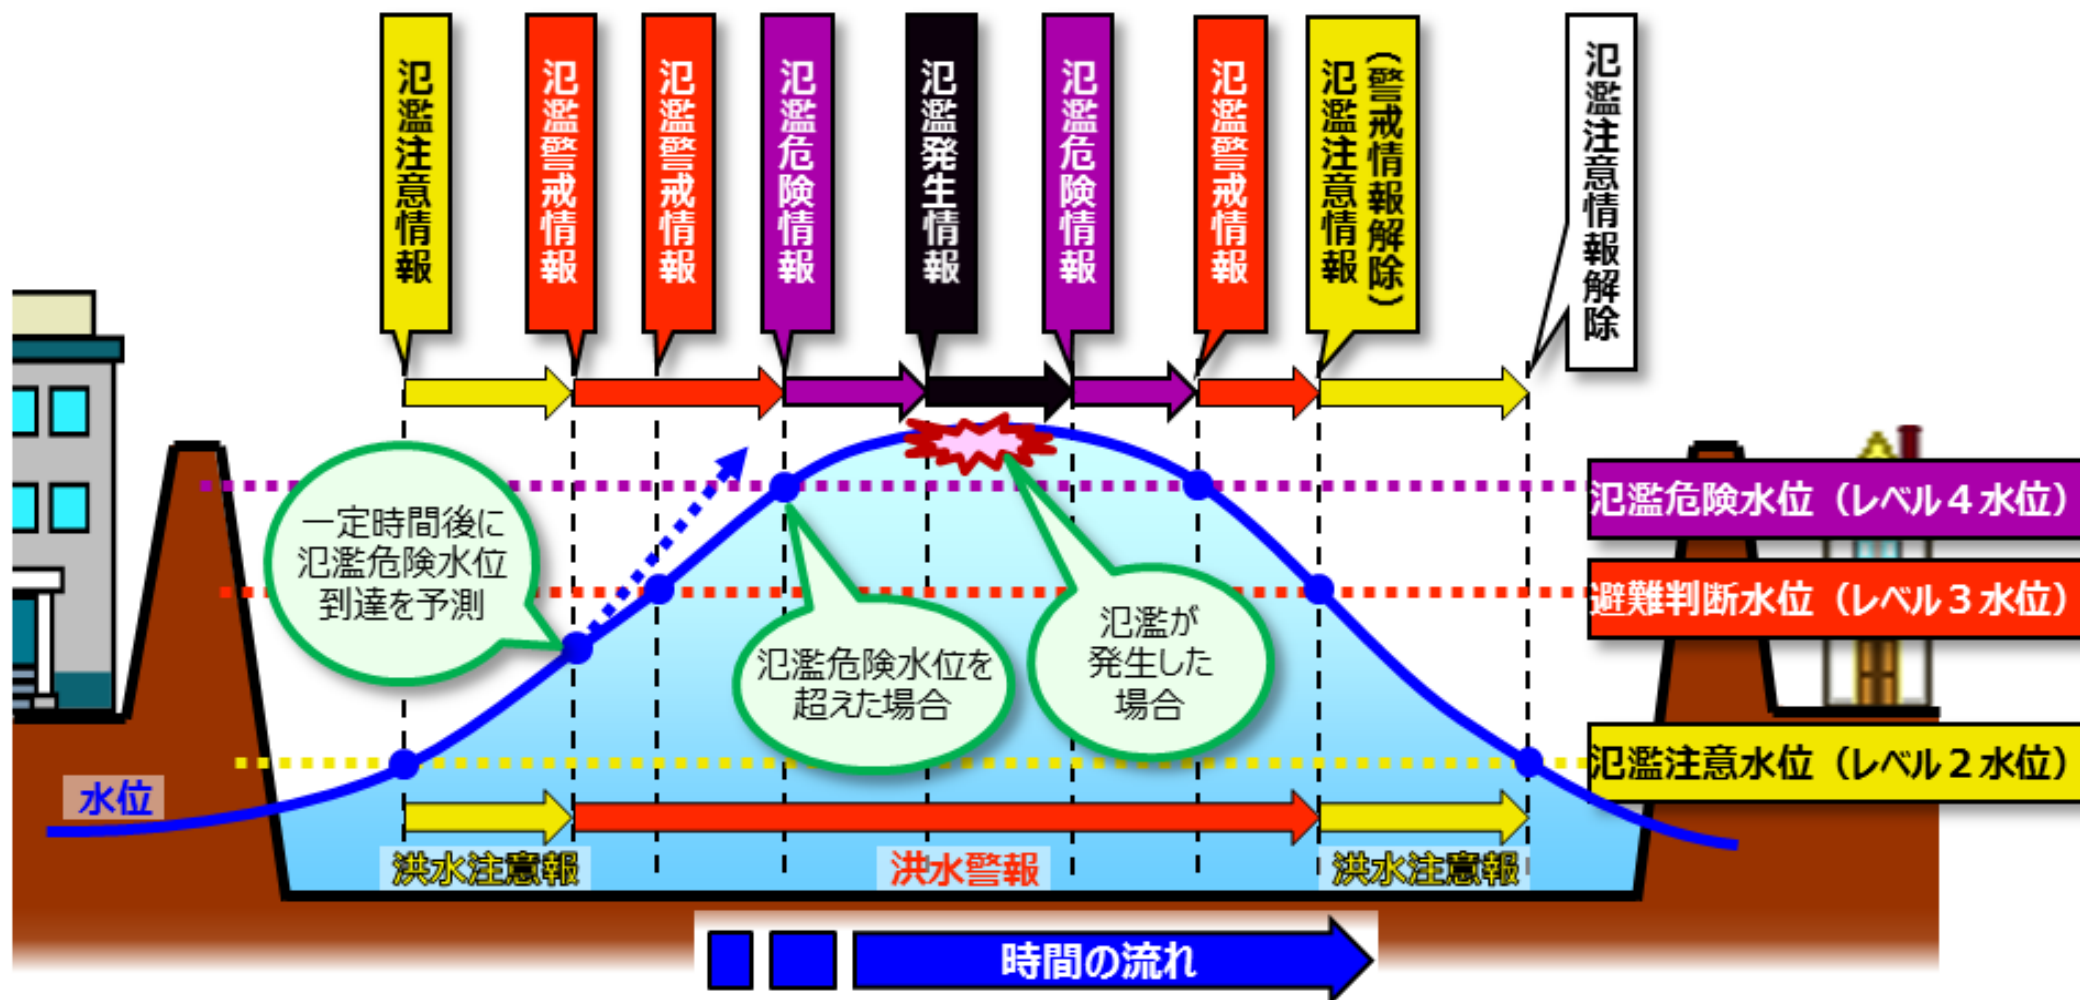 氾濫注意情報
氾濫警戒情報
氾濫警戒情報
氾濫危険情報
氾濫発生情報
氾濫危険情報
氾濫警戒情報
(警戒情報解除)
氾濫注意情報
氾濫注意情報解除
一定時間後に
氾濫危険水位
到達を予測
氾濫危険水位を
超えた場合
氾濫が
発生した
場合
氾濫危険水位(レベル4水位)
避難判断水位(レベル3水位)
氾濫注意水位(レベル2水位)
水位
洪水注意報
洪水警報
洪水注意報
時間の流れ